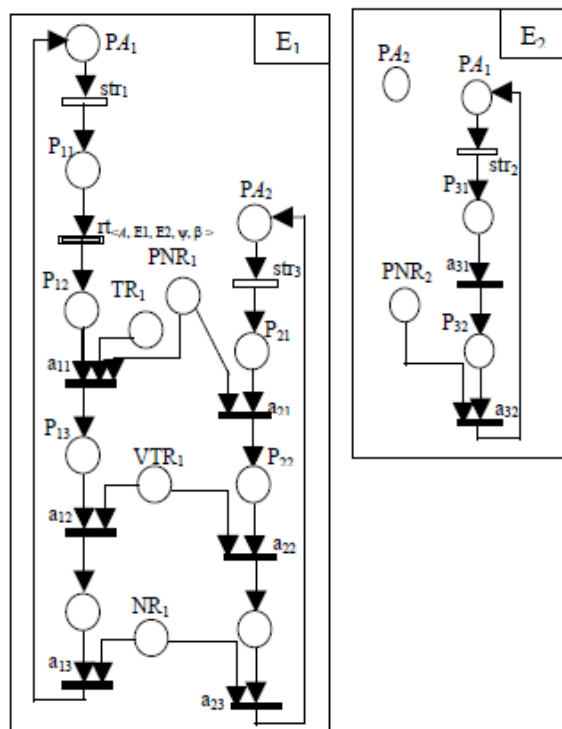 E₁
PA₁
str₁
P₁₁
rt<A, E1, E2, ψ, β >
P₁₂
TR₁
PNR₁
a₁₁
P₁₃
VTR₁
a₁₂
NR₁
a₁₃
PA₂
str₃
P₂₁
a₂₁
P₂₂
a₂₂
a₂₃
E₂
PA₂
PA₁
str₂
P₃₁
a₃₁
PNR₂
P₃₂
a₃₂